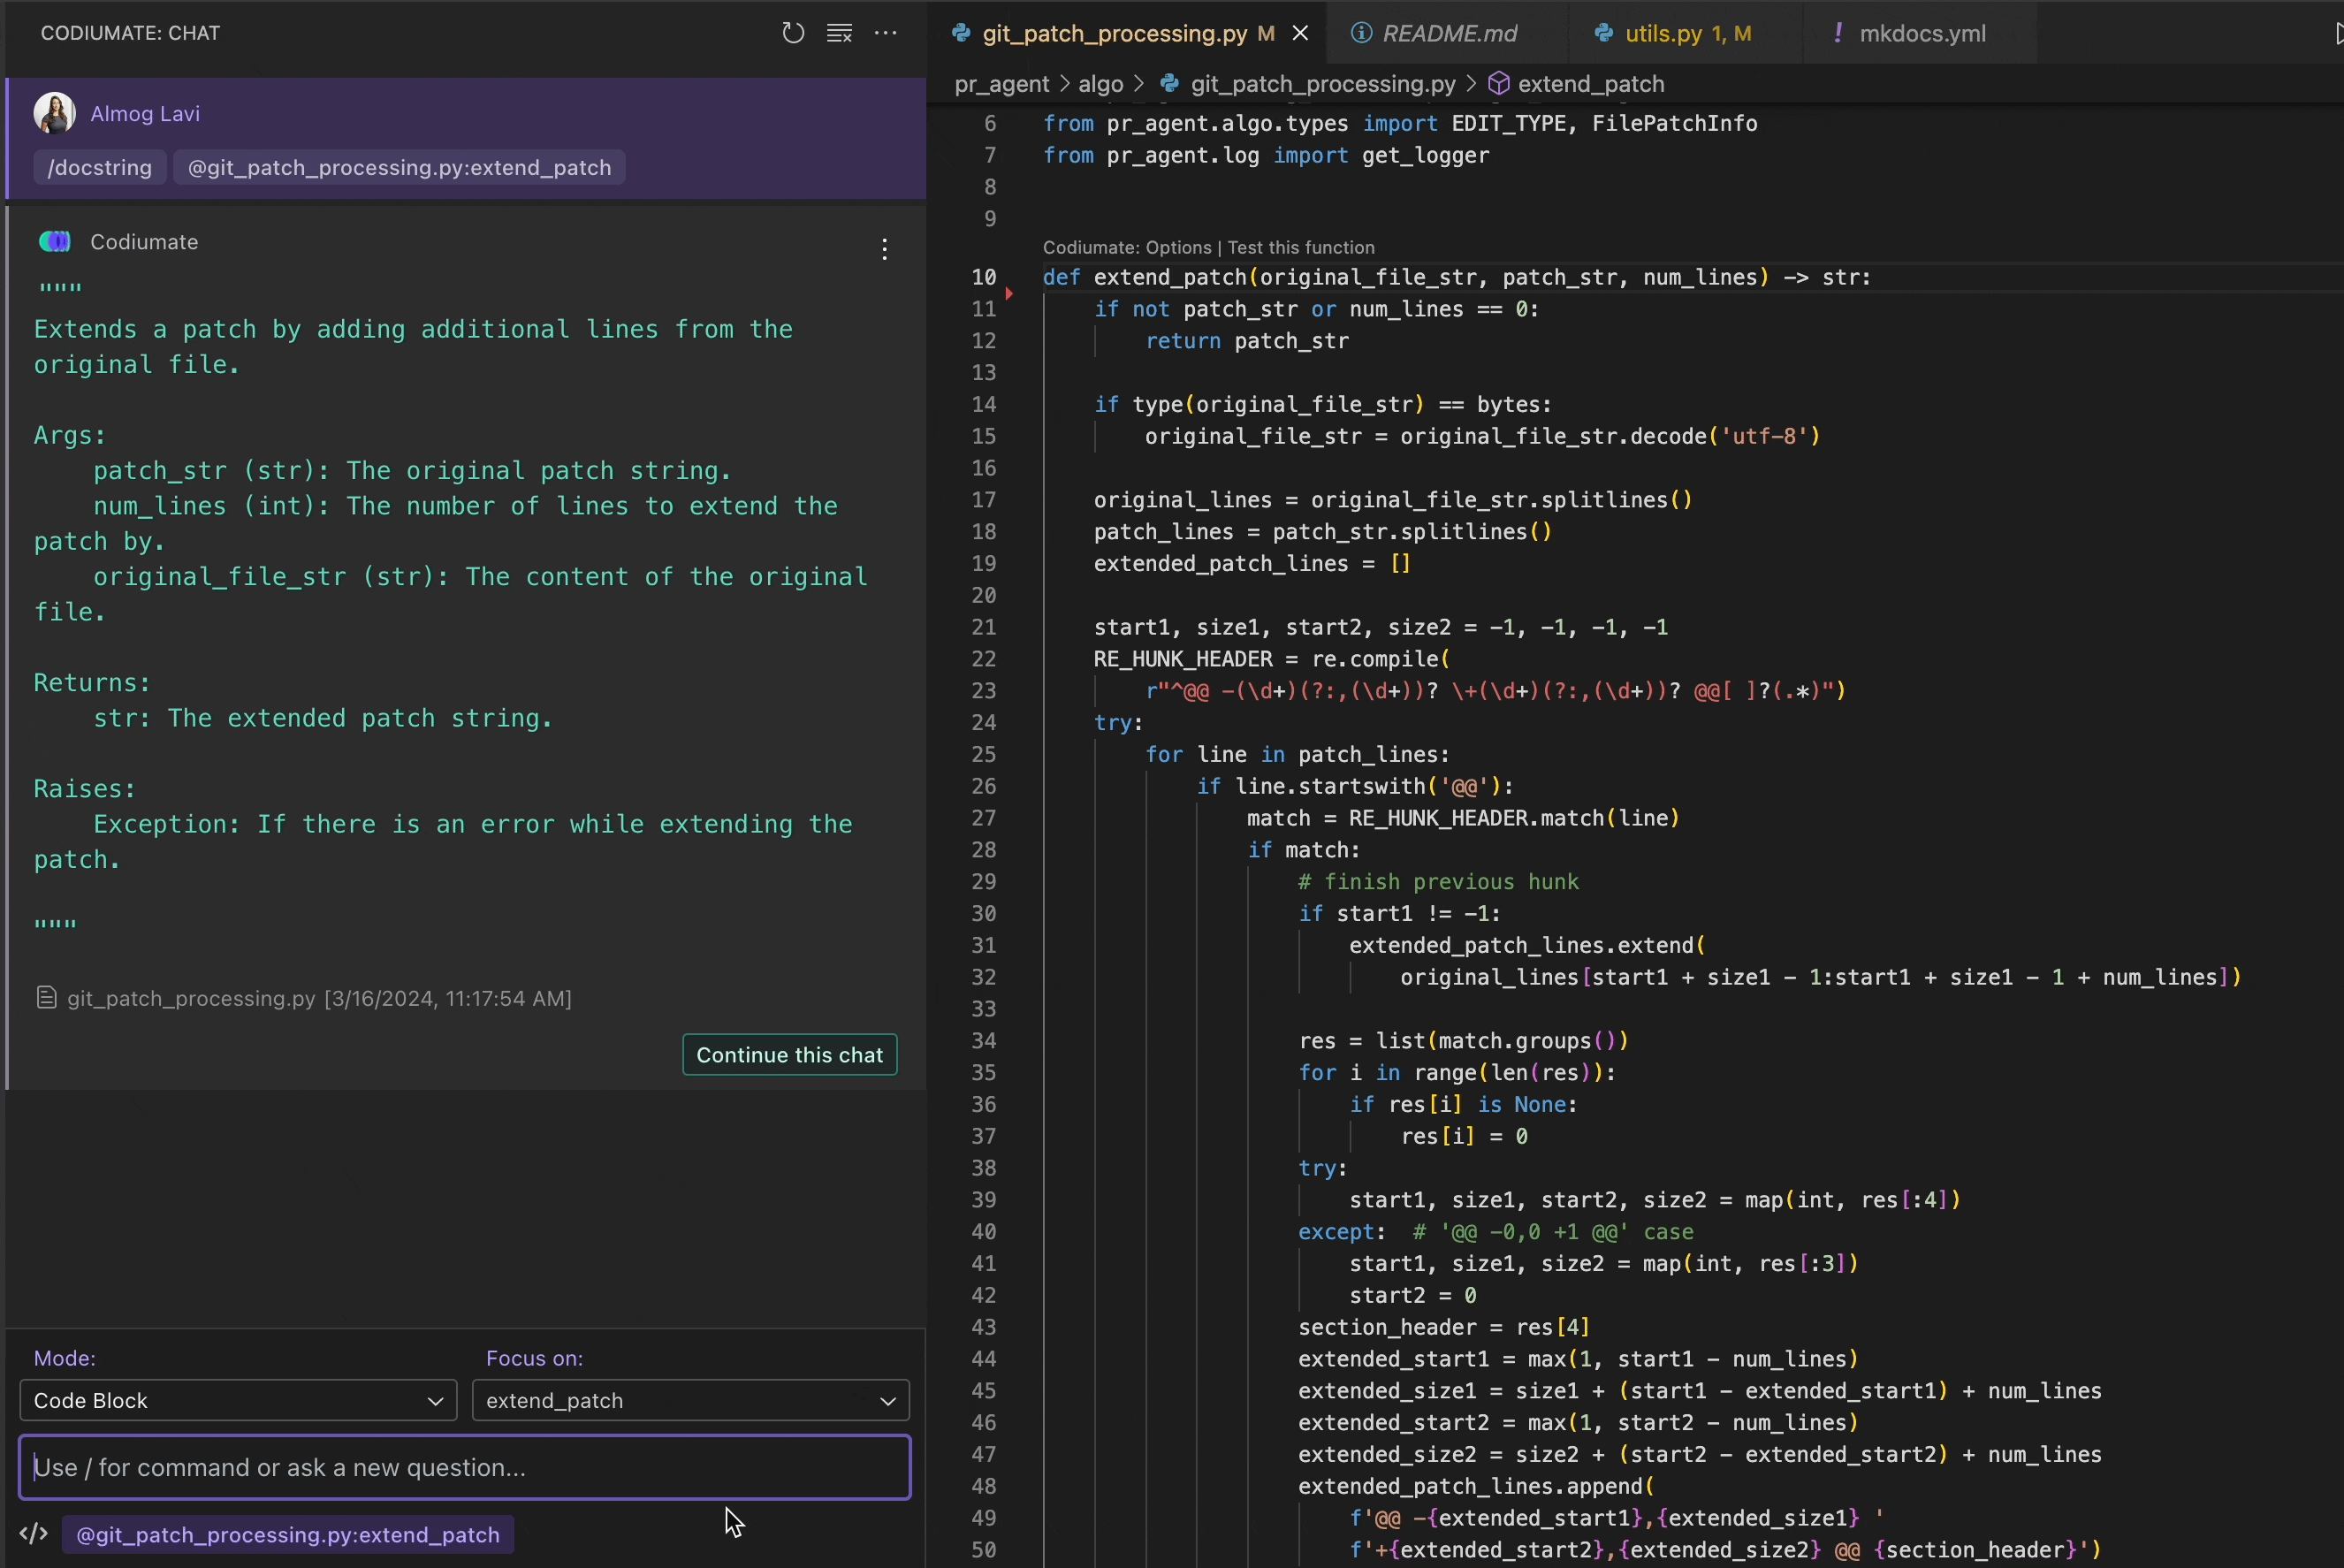 CODIUMATE: CHAT
Almog Lavi
/docstring @git_patch_processing.py:extend_patch
Codiumate
"""
Extends a patch by adding additional lines from the
original file.
Args:
    patch_str (str): The original patch string.
    num_lines (int): The number of lines to extend the
patch by.
    original_file_str (str): The content of the original
file.
Returns:
    str: The extended patch string.
Raises:
    Exception: If there is an error while extending the
patch.
"""
git_patch_processing.py [3/16/2024, 11:17:54 AM]
Continue this chat
Mode: Focus on:
Code Block extend_patch
Use / for command or ask a new question...
</> @git_patch_processing.py:extend_patch
git_patch_processing.py M README.md utils.py 1, M ! mkdocs.yml
pr_agent > algo > git_patch_processing.py > extend_patch
6 from pr_agent.algo.types import EDIT_TYPE, FilePatchInfo
7 from pr_agent.log import get_logger
8
9
Codiumate: Options | Test this function
10 def extend_patch(original_file_str, patch_str, num_lines) -> str:
11     if not patch_str or num_lines == 0:
12         return patch_str
13
14     if type(original_file_str) == bytes:
15         original_file_str = original_file_str.decode('utf-8')
16
17     original_lines = original_file_str.splitlines()
18     patch_lines = patch_str.splitlines()
19     extended_patch_lines = []
20
21     start1, size1, start2, size2 = -1, -1, -1, -1
22     RE_HUNK_HEADER = re.compile(
23         r"^@@ -(\d+)(?:,(\d+))? \+(\d+)(?:,(\d+))? @@[ ]?(.*)")
24     try:
25         for line in patch_lines:
26             if line.startswith('@@'):
27                 match = RE_HUNK_HEADER.match(line)
28                 if match:
29                     # finish previous hunk
30                     if start1 != -1:
31                         extended_patch_lines.extend(
32                             original_lines[start1 + size1 - 1:start1 + size1 - 1 + num_lines])
33
34                     res = list(match.groups())
35                     for i in range(len(res)):
36                         if res[i] is None:
37                             res[i] = 0
38                     try:
39                         start1, size1, start2, size2 = map(int, res[:4])
40                     except:  # '@@ -0,0 +1 @@' case
41                         start1, size1, size2 = map(int, res[:3])
42                         start2 = 0
43                     section_header = res[4]
44                     extended_start1 = max(1, start1 - num_lines)
45                     extended_size1 = size1 + (start1 - extended_start1) + num_lines
46                     extended_start2 = max(1, start2 - num_lines)
47                     extended_size2 = size2 + (start2 - extended_start2) + num_lines
48                     extended_patch_lines.append(
49                         f'@@ -{extended_start1},{extended_size1} '
50                         f'+{extended_start2},{extended_size2} @@ {section_header}')